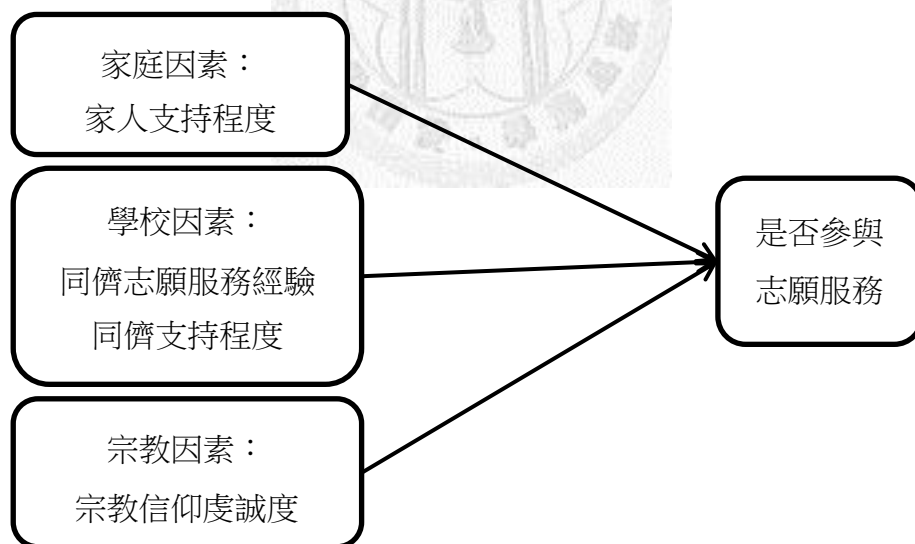 家庭因素：
家人支持程度
學校因素：
同儕志願服務經驗
同儕支持程度
宗教因素：
宗教信仰虔誠度
是否參與
志願服務